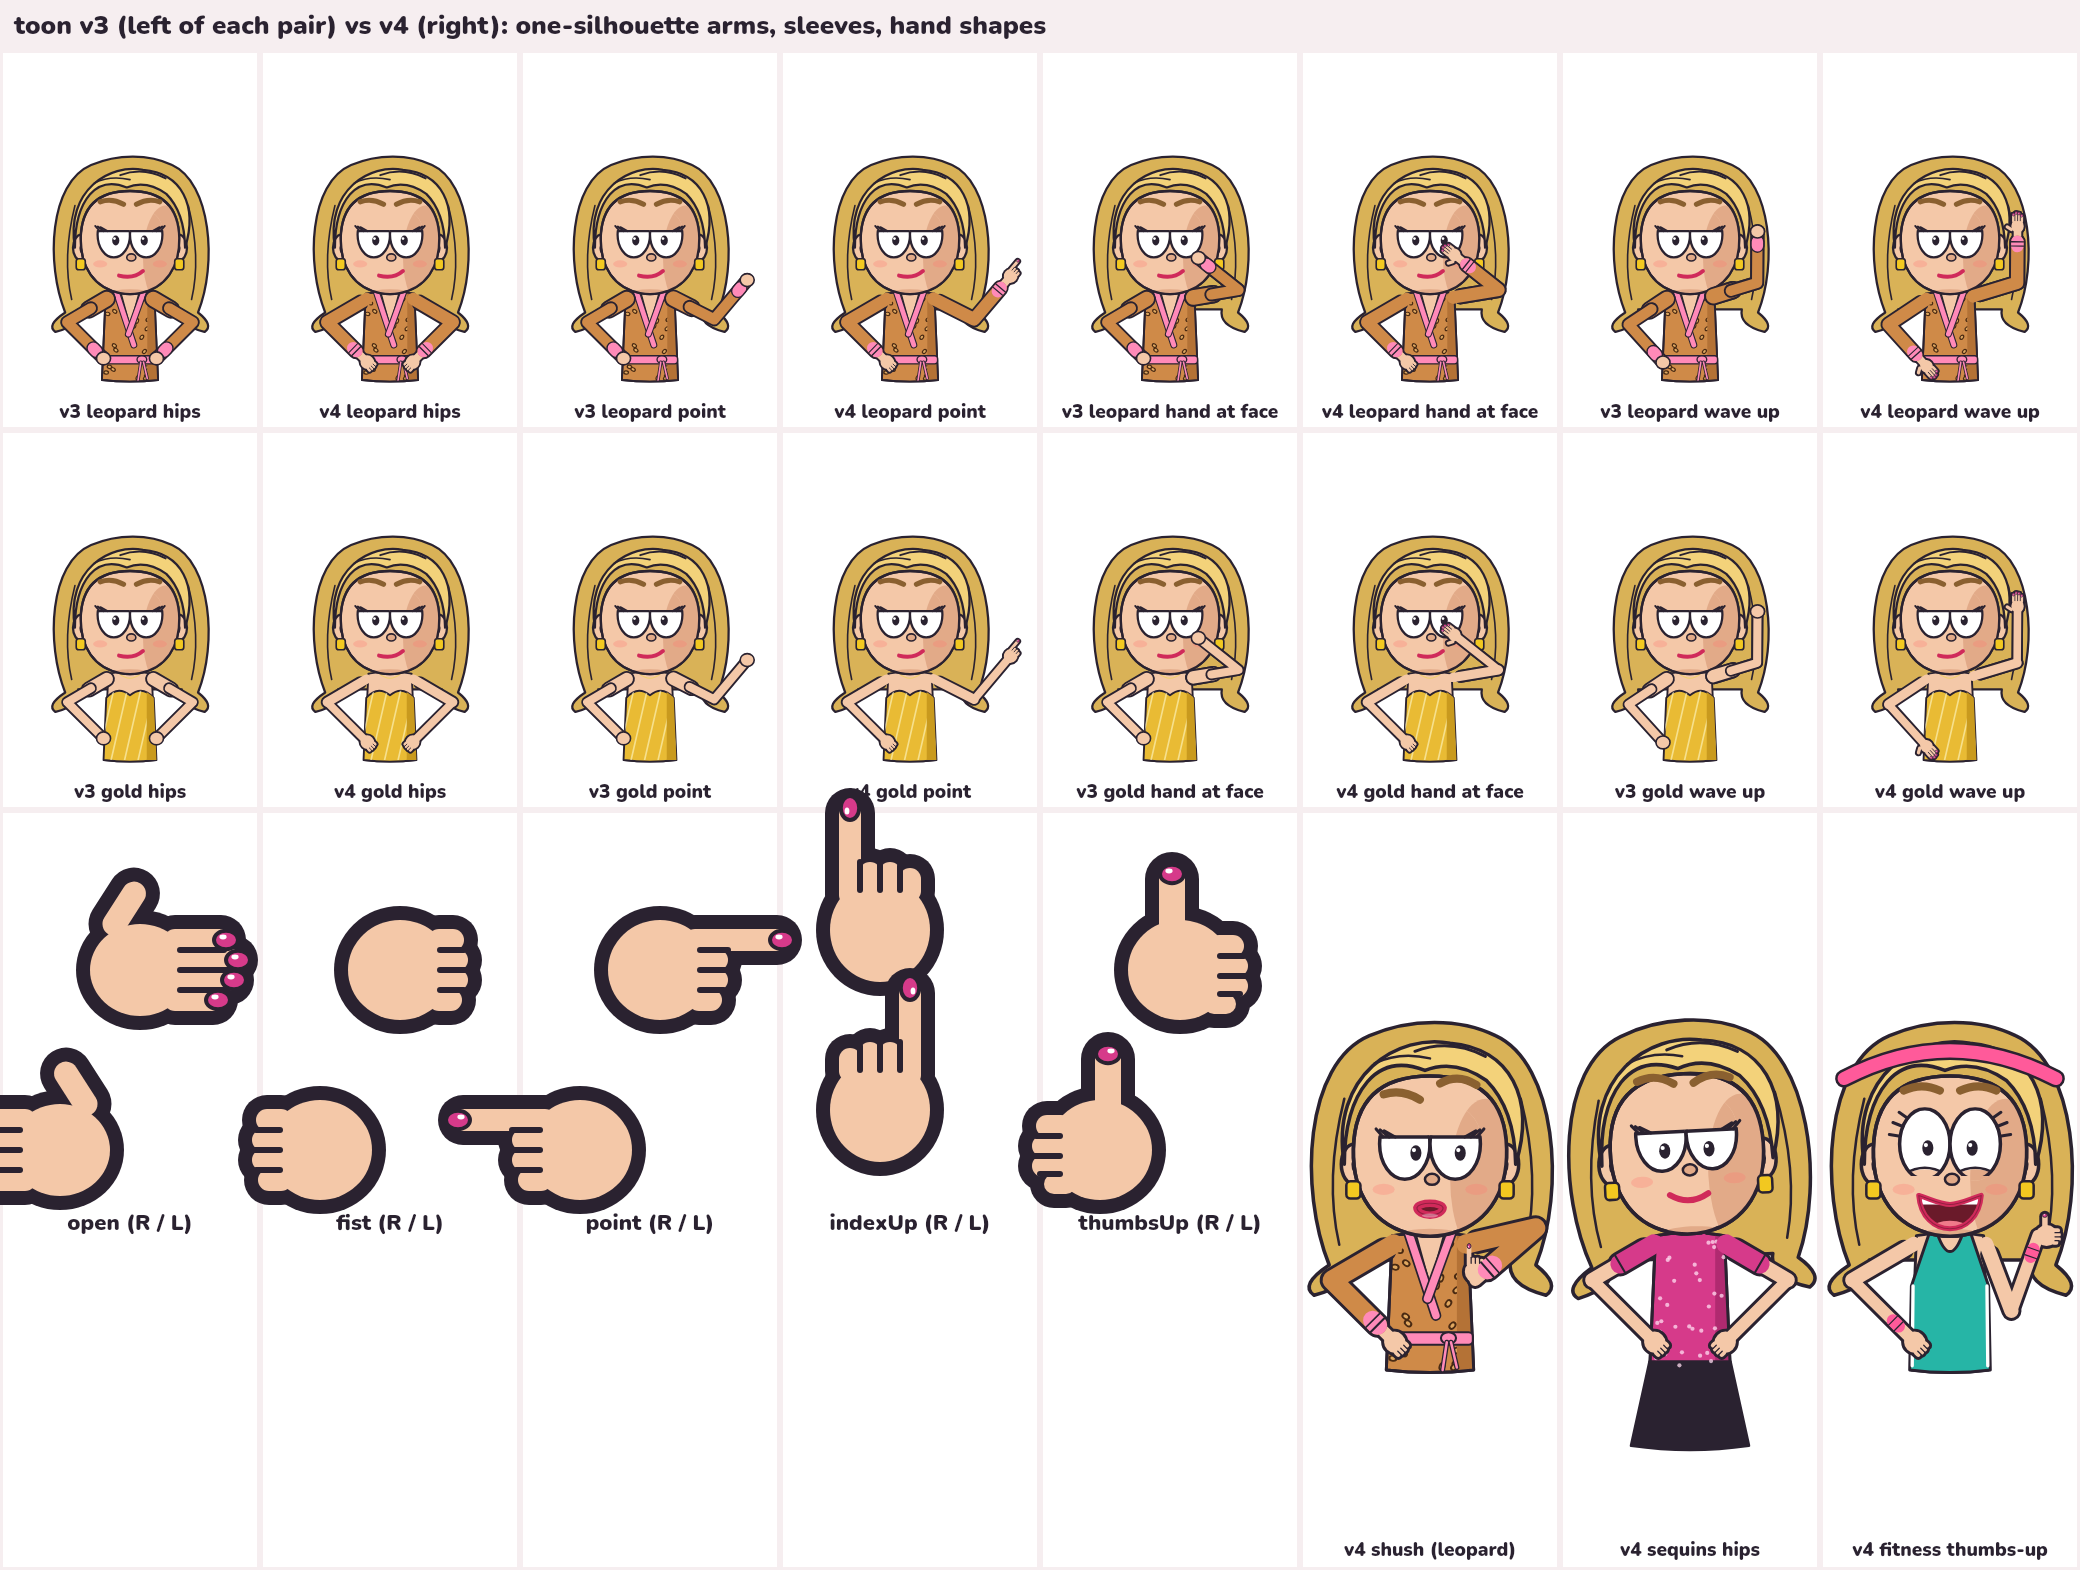 toon v3 (left of each pair) vs v4 (right): one-silhouette arms, sleeves, hand shapes
v3 leopard hips
v4 leopard hips
v3 leopard point
v4 leopard point
v3 leopard hand at face
v4 leopard hand at face
v3 leopard wave up
v4 leopard wave up
v3 gold hips
v4 gold hips
v3 gold point
v4 gold point
v3 gold hand at face
v4 gold hand at face
v3 gold wave up
v4 gold wave up
open (R / L)
fist (R / L)
point (R / L)
indexUp (R / L)
thumbsUp (R / L)
v4 shush (leopard)
v4 sequins hips
v4 fitness thumbs-up